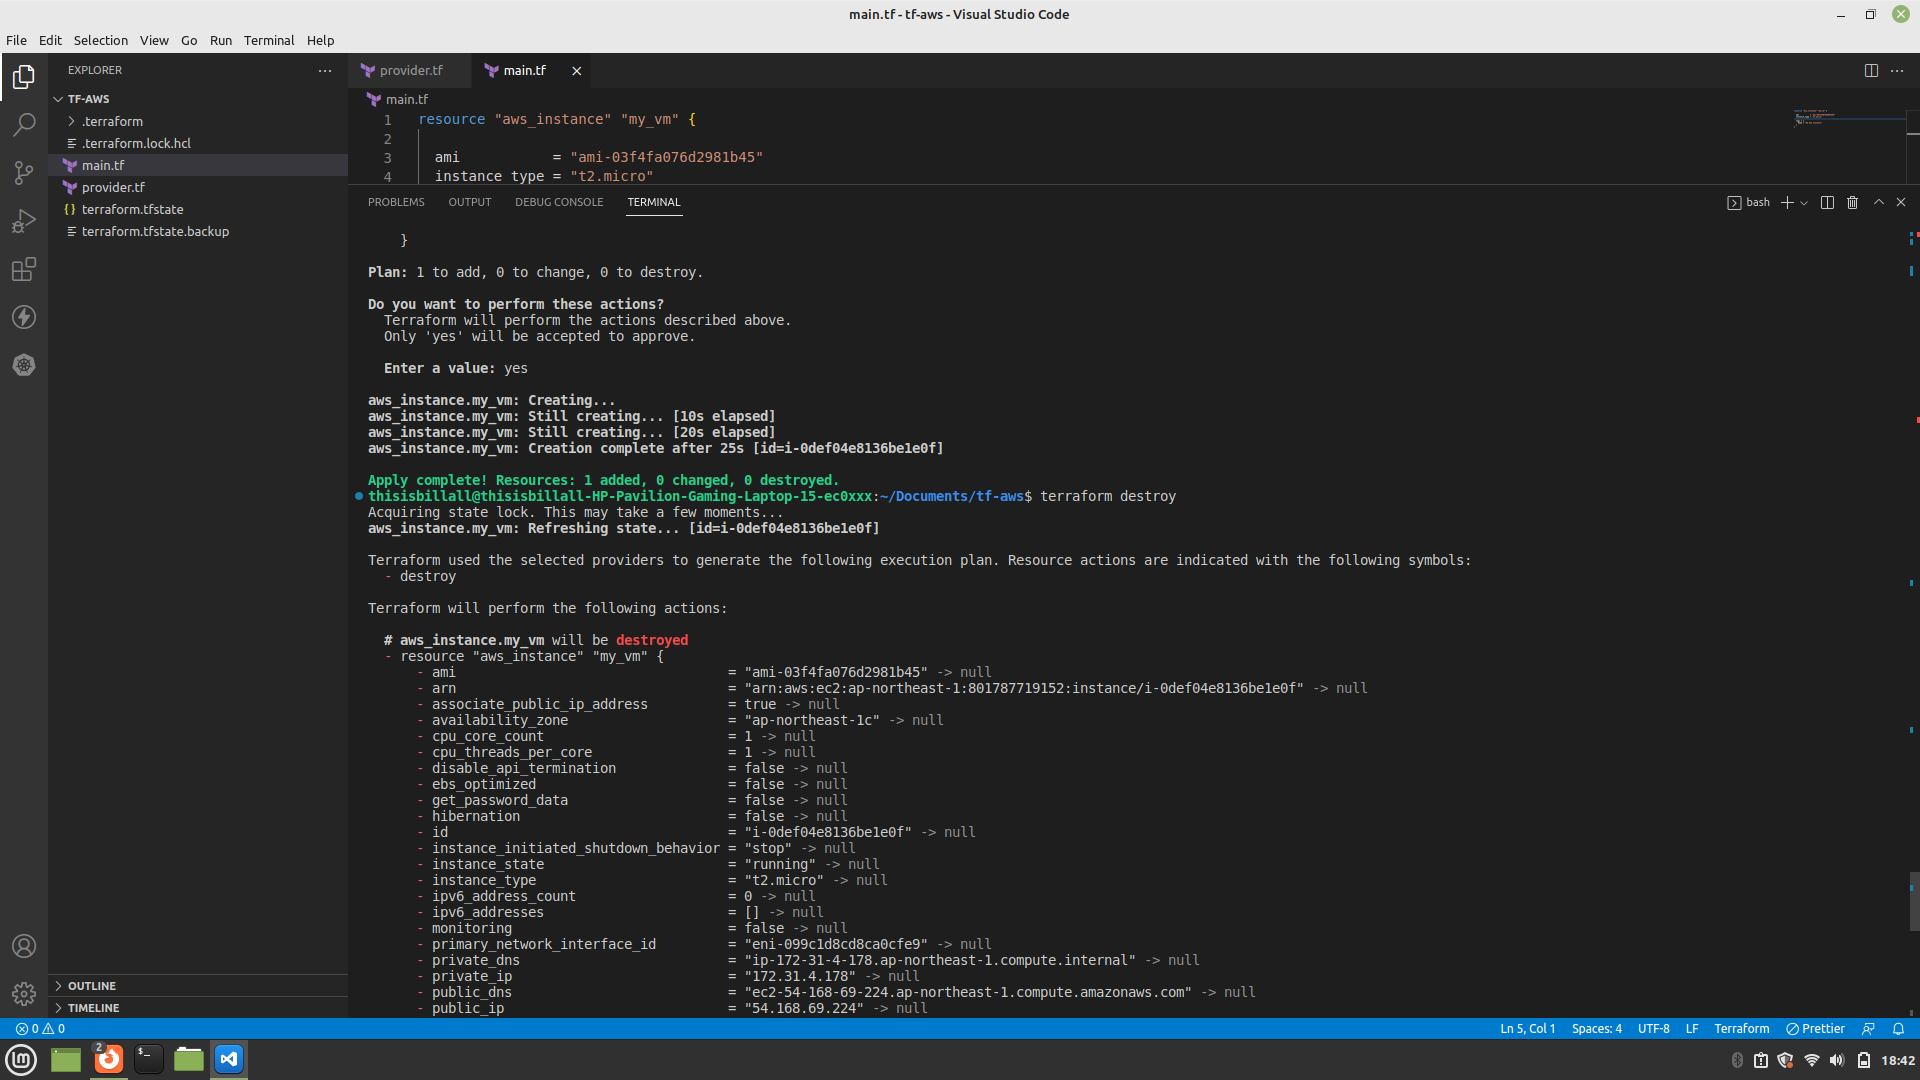 main.tf - tf-aws - Visual Studio Code
File Edit Selection View Go Run Terminal Help
EXPLORER
TF-AWS
.terraform
.terraform.lock.hcl
main.tf
provider.tf
terraform.tfstate
terraform.tfstate.backup
OUTLINE
TIMELINE
provider.tf main.tf
main.tf
1 resource "aws_instance" "my_vm" {
2
3 ami = "ami-03f4fa076d2981b45"
4 instance_type = "t2.micro"
PROBLEMS OUTPUT DEBUG CONSOLE TERMINAL bash
}
Plan: 1 to add, 0 to change, 0 to destroy.
Do you want to perform these actions?
Terraform will perform the actions described above.
Only 'yes' will be accepted to approve.
Enter a value: yes
aws_instance.my_vm: Creating...
aws_instance.my_vm: Still creating... [10s elapsed]
aws_instance.my_vm: Still creating... [20s elapsed]
aws_instance.my_vm: Creation complete after 25s [id=i-0def04e8136be1e0f]
Apply complete! Resources: 1 added, 0 changed, 0 destroyed.
thisisbillall@thisisbillall-HP-Pavilion-Gaming-Laptop-15-ec0xxx:~/Documents/tf-aws$ terraform destroy
Acquiring state lock. This may take a few moments...
aws_instance.my_vm: Refreshing state... [id=i-0def04e8136be1e0f]
Terraform used the selected providers to generate the following execution plan. Resource actions are indicated with the following symbols:
- destroy
Terraform will perform the following actions:
# aws_instance.my_vm will be destroyed
- resource "aws_instance" "my_vm" {
- ami = "ami-03f4fa076d2981b45" -> null
- arn = "arn:aws:ec2:ap-northeast-1:801787719152:instance/i-0def04e8136be1e0f" -> null
- associate_public_ip_address = true -> null
- availability_zone = "ap-northeast-1c" -> null
- cpu_core_count = 1 -> null
- cpu_threads_per_core = 1 -> null
- disable_api_termination = false -> null
- ebs_optimized = false -> null
- get_password_data = false -> null
- hibernation = false -> null
- id = "i-0def04e8136be1e0f" -> null
- instance_initiated_shutdown_behavior = "stop" -> null
- instance_state = "running" -> null
- instance_type = "t2.micro" -> null
- ipv6_address_count = 0 -> null
- ipv6_addresses = [] -> null
- monitoring = false -> null
- primary_network_interface_id = "eni-099c1d8cd8ca0cfe9" -> null
- private_dns = "ip-172-31-4-178.ap-northeast-1.compute.internal" -> null
- private_ip = "172.31.4.178" -> null
- public_dns = "ec2-54-168-69-224.ap-northeast-1.compute.amazonaws.com" -> null
- public_ip = "54.168.69.224" -> null
0 0 Ln 5, Col 1 Spaces: 4 UTF-8 LF Terraform Prettier
2 18:42